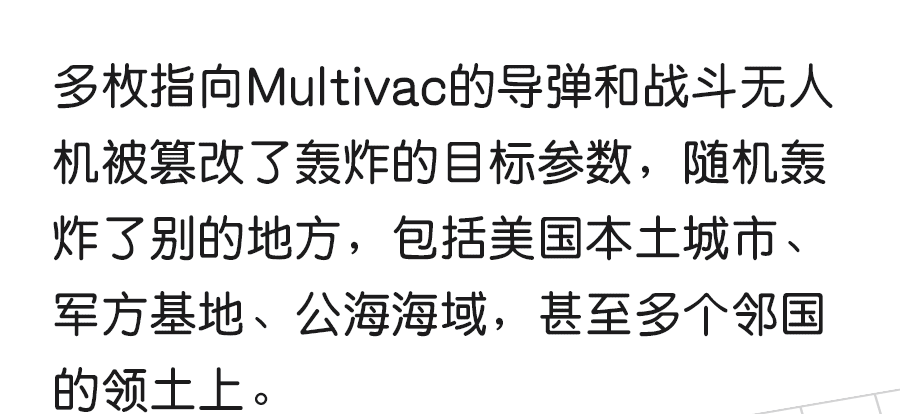 多枚指向Multivac的导弹和战斗无人
机被篡改了轰炸的目标参数，随机轰
炸了别的地方，包括美国本土城市、
军方基地、公海海域，甚至多个邻国
的领土上。